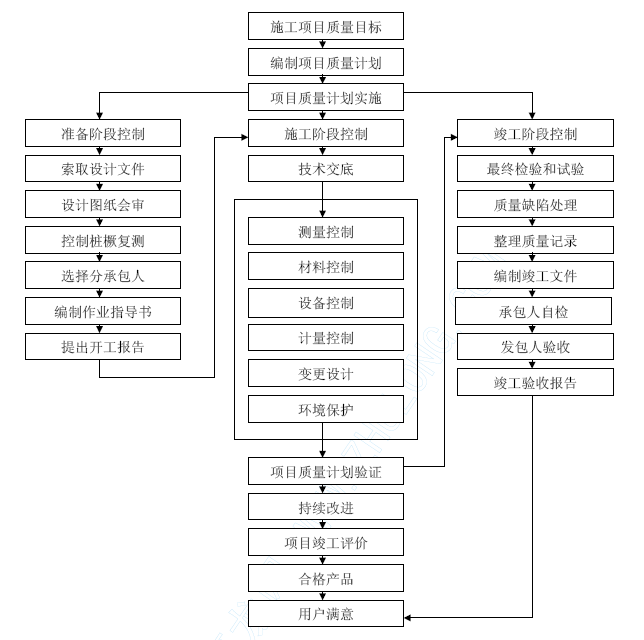 施工项目质量目标
编制项目质量计划
项目质量计划实施
准备阶段控制
索取设计文件
设计图纸会审
控制桩橛复测
选择分承包人
编制作业指导书
提出开工报告
施工阶段控制
技术交底
测量控制
材料控制
设备控制
计量控制
变更设计
环境保护
项目质量计划验证
持续改进
项目竣工评价
合格产品
用户满意
竣工阶段控制
最终检验和试验
质量缺陷处理
整理质量记录
编制竣工文件
承包人自检
发包人验收
竣工验收报告